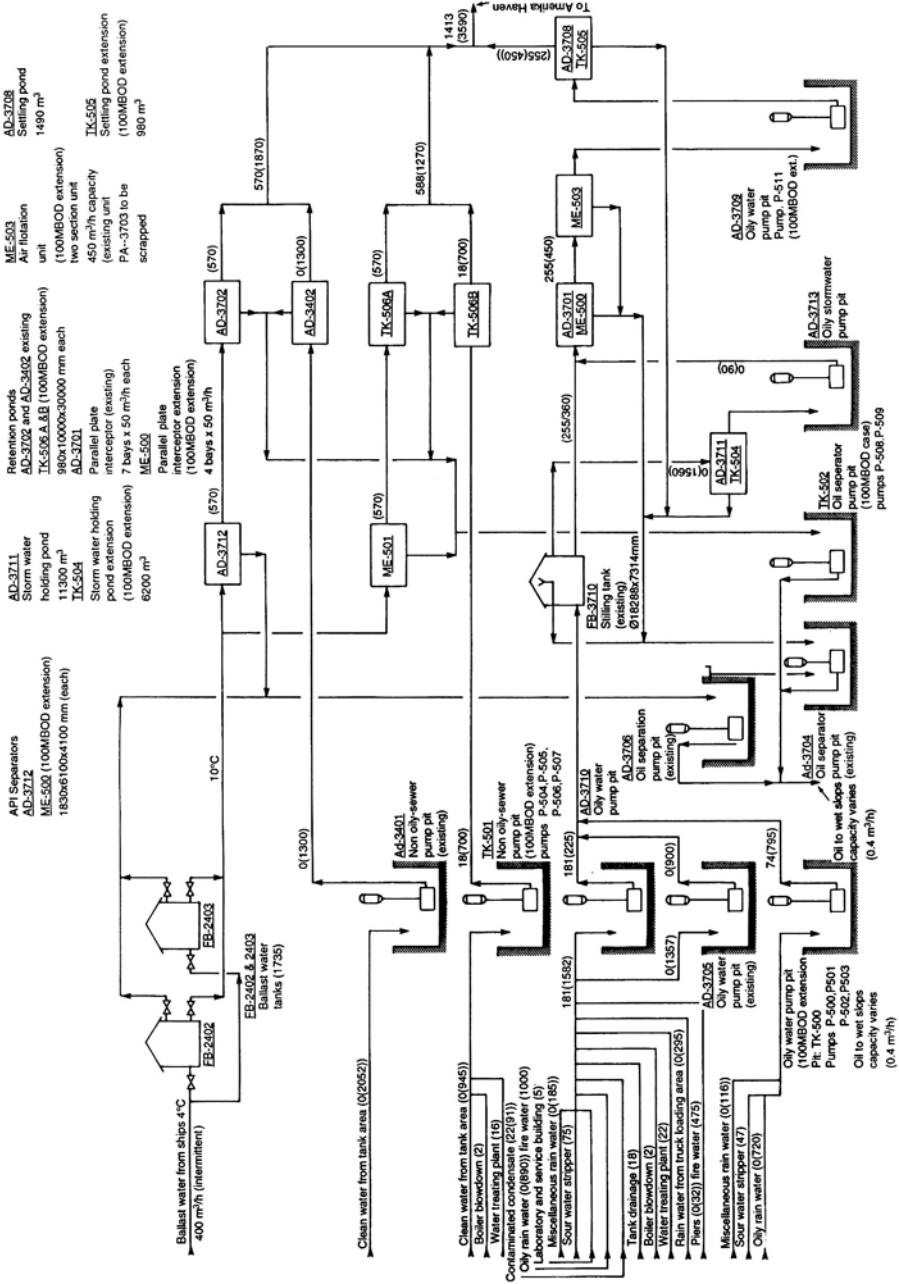 API Separators
AD-3712
ME-500 (100MBOD extension)
1830x6100x4100 mm (each)
AD-3711
Storm water
holding pond
11300 m³
TK-504
Storm water holding
pond extension
(100MBOD extension)
6200 m³
Retention ponds
AD-3702 and AD-3402 existing
TK-506 A &B (100MBOD extension)
980x10000x30000 mm each
AD-3701
Parallel plate
interceptor (existing)
7 bays x 50 m³/h each
ME-500
Parallel plate
interceptor extension
(100MBOD extension)
4 bays x 50 m³/h
ME-503
Air flotation
unit
(100MBOD extension)
two section unit
450 m³/h capacity
(existing unit
PA--3703 to be
scrapped
AD-3708
Settling pond
1490 m³
TK-505
Settling pond extension
(100MBOD extension)
980 m³
Ballast water from ships 4°C
400 m³/h (intermittent)
FB-2402
FB-2403
FB-2402 & 2403
Ballast water
tanks (1735)
10°C
AD-3712
(570)
AD-3702
(570)
570(1870)
AD-3402
0(1300)
0(1300)
ME-501
(570)
TK-506A
(570)
588(1270)
TK-506B
18(700)
1413
(3590)
To Amerika Haven
(255(450))
AD-3708
TK-505
Clean water from tank area (0(2052))
Ad-3401
Non oily-sewer
pump pit
(existing)
Clean water from tank area (0(945))
Boiler blowdown (2)
Water treating plant (16)
18(700)
TK-501
Non oily-sewer
pump pit
(100MBOD extension)
pumps P-504, P-505,
P-506, P-507
Contaminated condensate (22(91))
Oily rain water (0(890)) fire water (1000)
Laboratory and service building (5)
Miscellaneous rain water (0(185))
Sour water stripper (75)
Tank drainage (18)
Boiler blowdown (2)
Water treating plant (22)
Rain water from truck loading area (0(295)
Piers (0(32)) fire water (475)
181(1582)
181(225)
AD-3710
Oily water
pump pit
0(1357)
0(900)
AD-3705
Oily water
pump pit
(existing)
Miscellaneous rain water (0(116))
Sour water stripper (47)
Oily rain water (0(720)
74(795)
Oily water pump pit
(100MBOD extension
Pit: TK-500
Pumps P-500,P501
P-502,P503
Oil to wet slops
capacity varies
(0.4 m³/h)
FB-3710
Stilling tank
(existing)
Ø18288x7314mm
(255/360)
AD-3701
ME-500
255(450)
ME-503
AD-3706
Oil separation
pump pit
(existing)
Ad-3704
Oil separator
pump pit
(existing)
Oil to wet slops
capacity varies
(0.4 m³/h)
0(1560)
AD-3711
TK-504
0(90)
TK-502
Oil seperator
pump pit
(100MBOD case)
pumps P-508.P-509
AD-3713
Oily stormwater
pump pit
AD-3709
Oily water
pump pit
Pump, P-511
(100MBOD ext.)